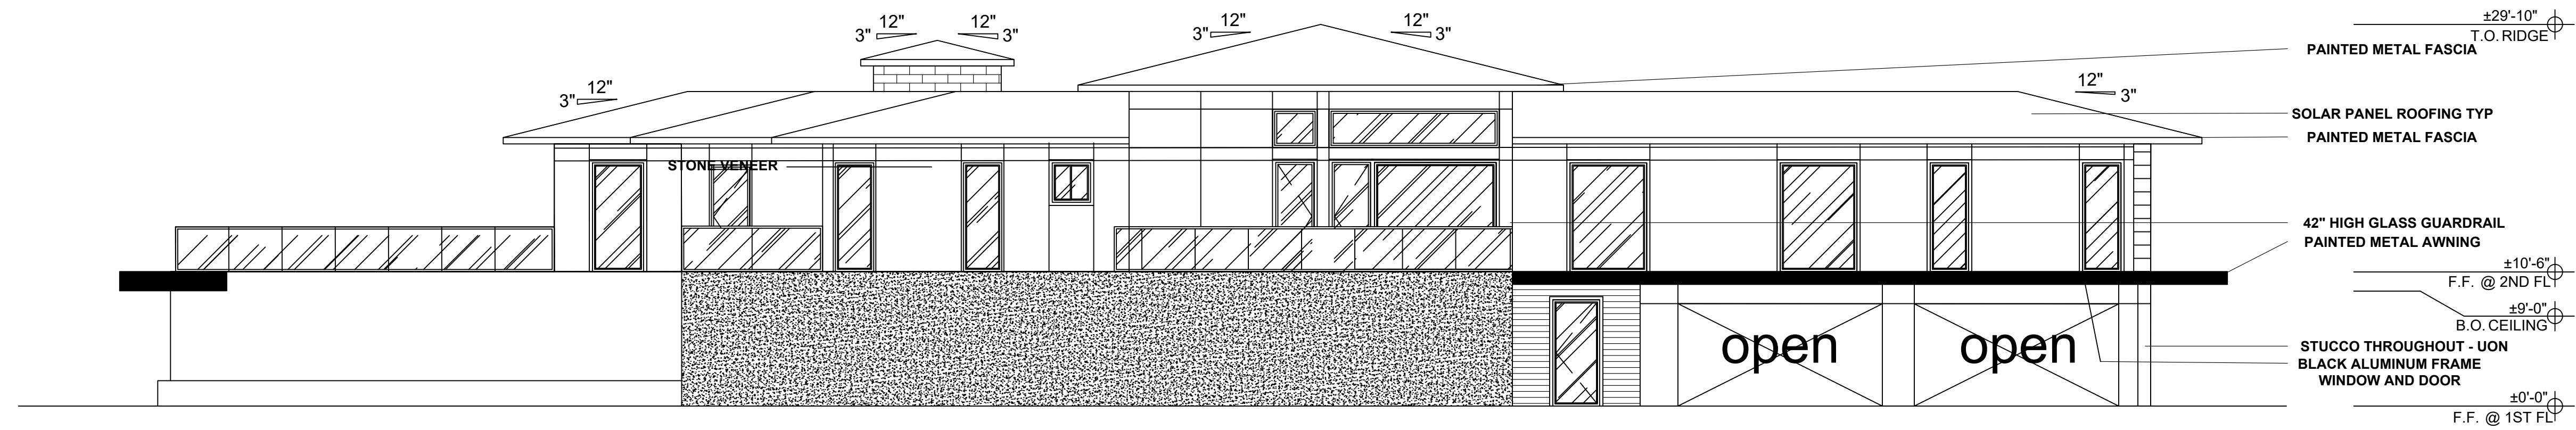 12"
3"
12"
3"
12"
3"
12"
3"
12"
3"
12"
3"
±29'-10"
T.O. RIDGE
PAINTED METAL FASCIA
SOLAR PANEL ROOFING TYP
PAINTED METAL FASCIA
STONE VENEER
42" HIGH GLASS GUARDRAIL
PAINTED METAL AWNING
±10'-6"
F.F. @ 2ND FL
±9'-0"
B.O. CEILING
open
open
STUCCO THROUGHOUT - UON
BLACK ALUMINUM FRAME
WINDOW AND DOOR
±0'-0"
F.F. @ 1ST FL